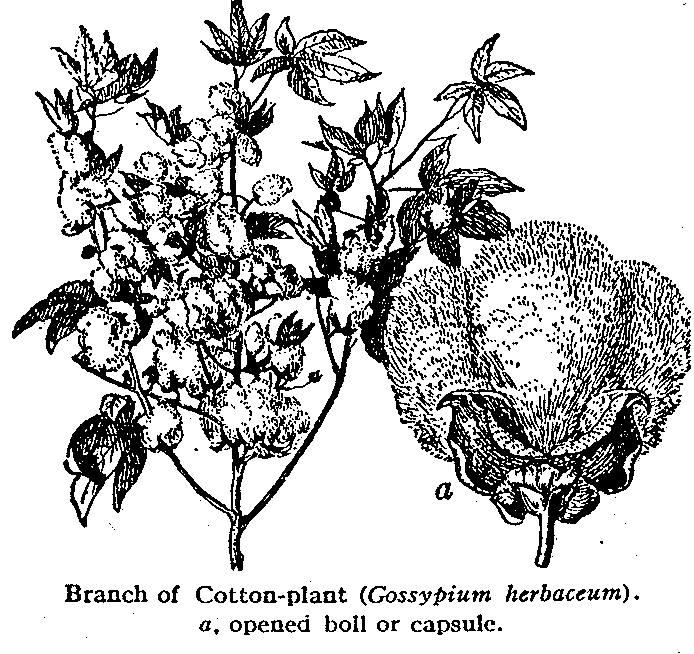 a
Branch of Cotton-plant (Gossypium herbaceum).
a, opened boll or capsule.